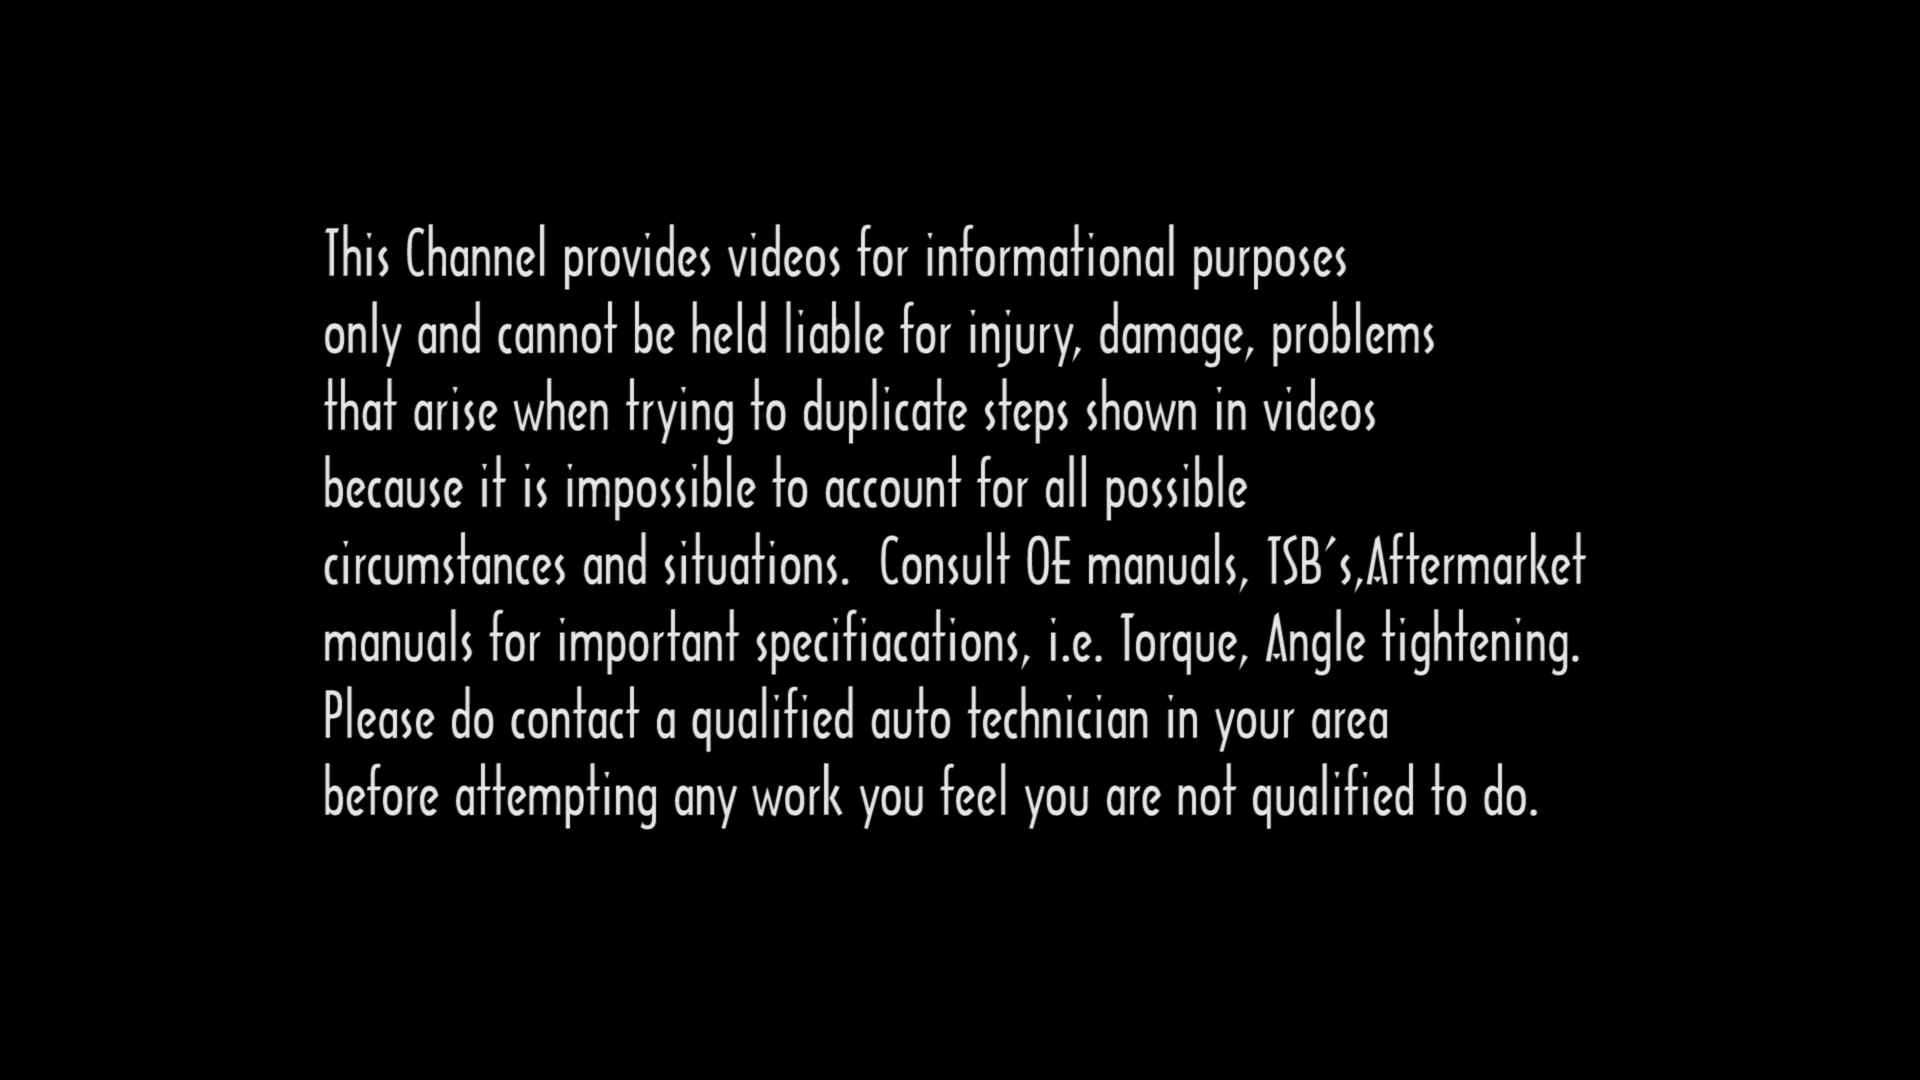 This Channel provides videos for informational purposes
only and cannot be held liable for injury, damage, problems
that arise when trying to duplicate steps shown in videos
because it is impossible to account for all possible
circumstances and situations.  Consult OE manuals, TSB's,Aftermarket
manuals for important specifiacations, i.e. Torque, Angle tightening.
Please do contact a qualified auto technician in your area
before attempting any work you feel you are not qualified to do.